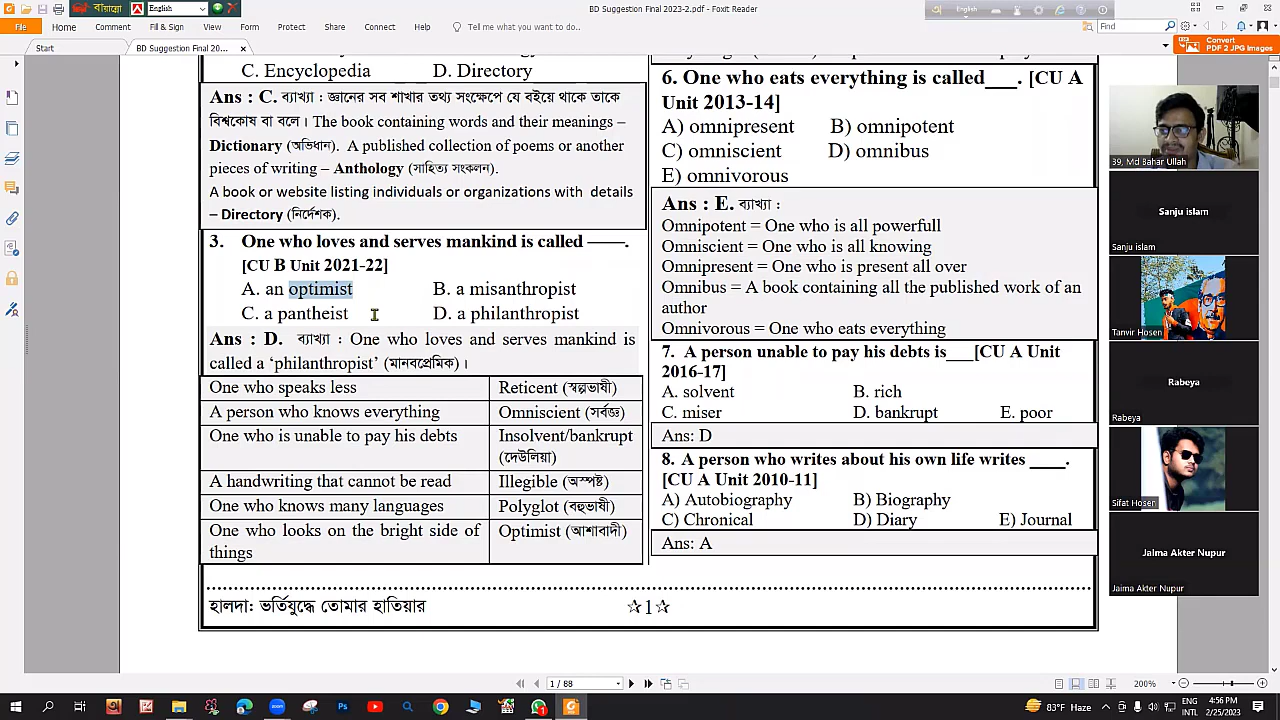 BD Suggestion Final 2023-2.pdf - Foxit Reader
English
File Home Comment Fill & Sign View Form Protect Share Help Tell me what you want to do...
Find
Start BD Suggestion Final 20...
Convert
PDF 2 JPG Images
C. Encyclopedia D. Directory
Ans : C. ব্যাখ্যা : জ্ঞানের সব শাখার তথ্য সংক্ষেপে যে বইয়ে থাকে তাকে
বিশ্বকোষ বা বলে। The book containing words and their meanings –
Dictionary (অভিধান). A published collection of poems or another
pieces of writing – Anthology (সাহিত্য সংকলন).
A book or website listing individuals or organizations with details
– Directory (নির্দেশক).
3. One who loves and serves mankind is called ——.
[CU B Unit 2021-22]
A. an optimist B. a misanthropist
C. a pantheist D. a philanthropist
Ans : D. ব্যাখ্যা : One who loves and serves mankind is
called a ‘philanthropist’ (মানবপ্রেমিক)।
One who speaks less Reticent (স্বল্পভাষী)
A person who knows everything Omniscient (সর্বজ্ঞ)
One who is unable to pay his debts Insolvent/bankrupt
(দেউলিয়া)
A handwriting that cannot be read Illegible (অস্পষ্ট)
One who knows many languages Polyglot (বহুভাষী)
One who looks on the bright side of Optimist (আশাবাদী)
things
6. One who eats everything is called___. [CU A
Unit 2013-14]
A) omnipresent B) omnipotent
C) omniscient D) omnibus
E) omnivorous
Ans : E. ব্যাখ্যা :
Omnipotent = One who is all powerfull
Omniscient = One who is all knowing
Omnipresent = One who is present all over
Omnibus = A book containing all the published work of an
author
Omnivorous = One who eats everything
7. A person unable to pay his debts is___[CU A Unit
2016-17]
A. solvent B. rich
C. miser D. bankrupt E. poor
Ans: D
8. A person who writes about his own life writes ____.
[CU A Unit 2010-11]
A) Autobiography B) Biography
C) Chronical D) Diary E) Journal
Ans: A
হালদা: ভর্তিযুদ্ধে তোমার হাতিয়ার ☆1☆
39, Md Bahar Ullah
Sanju islam
Sanju islam
Tanvir Hosen
Rabeya
Rabeya
Sifat Hosen
Jaima Akter Nupur
Jaima Akter Nupur
1 / 88
200%
83°F Haze
ENG
INTL
4:56 PM
2/25/2023